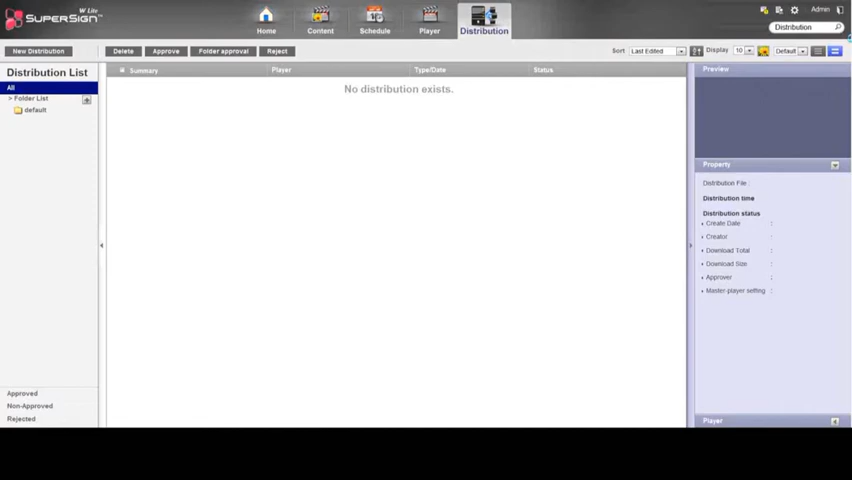 W Lite
SUPERSIGN
Home
Content
Schedule
Player
Distribution
Admin
Distribution
New Distribution
Delete
Approve
Folder approval
Reject
Sort
Last Edited
Display
10
Default
Distribution List
Summary
Player
Type/Date
Status
Preview
All
No distribution exists.
> Folder List
default
Property
Distribution File :
Distribution time
Distribution status
Create Date :
Creator :
Download Total :
Download Size :
Approver :
Master-player setting :
Approved
Non-Approved
Rejected
Player